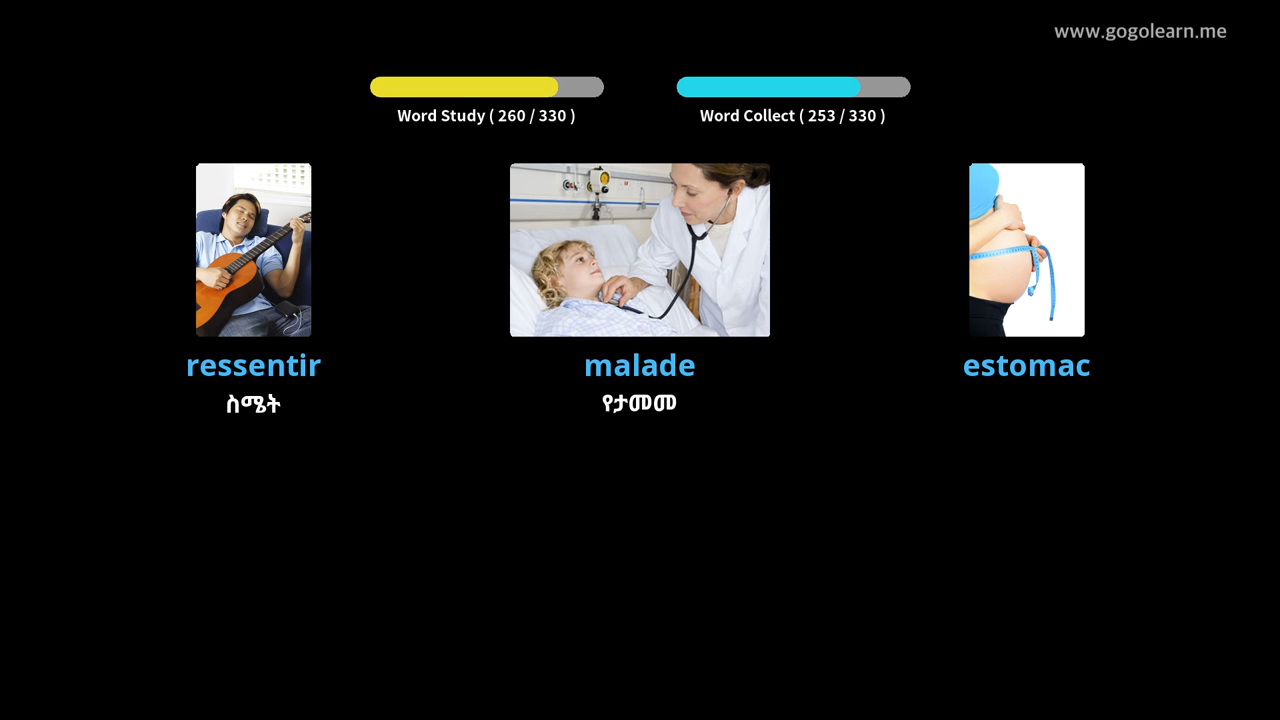 www.gogolearn.me
Word Study ( 260 / 330 )
Word Collect ( 253 / 330 )
ressentir
malade
estomac
ስሜት
የታመመ